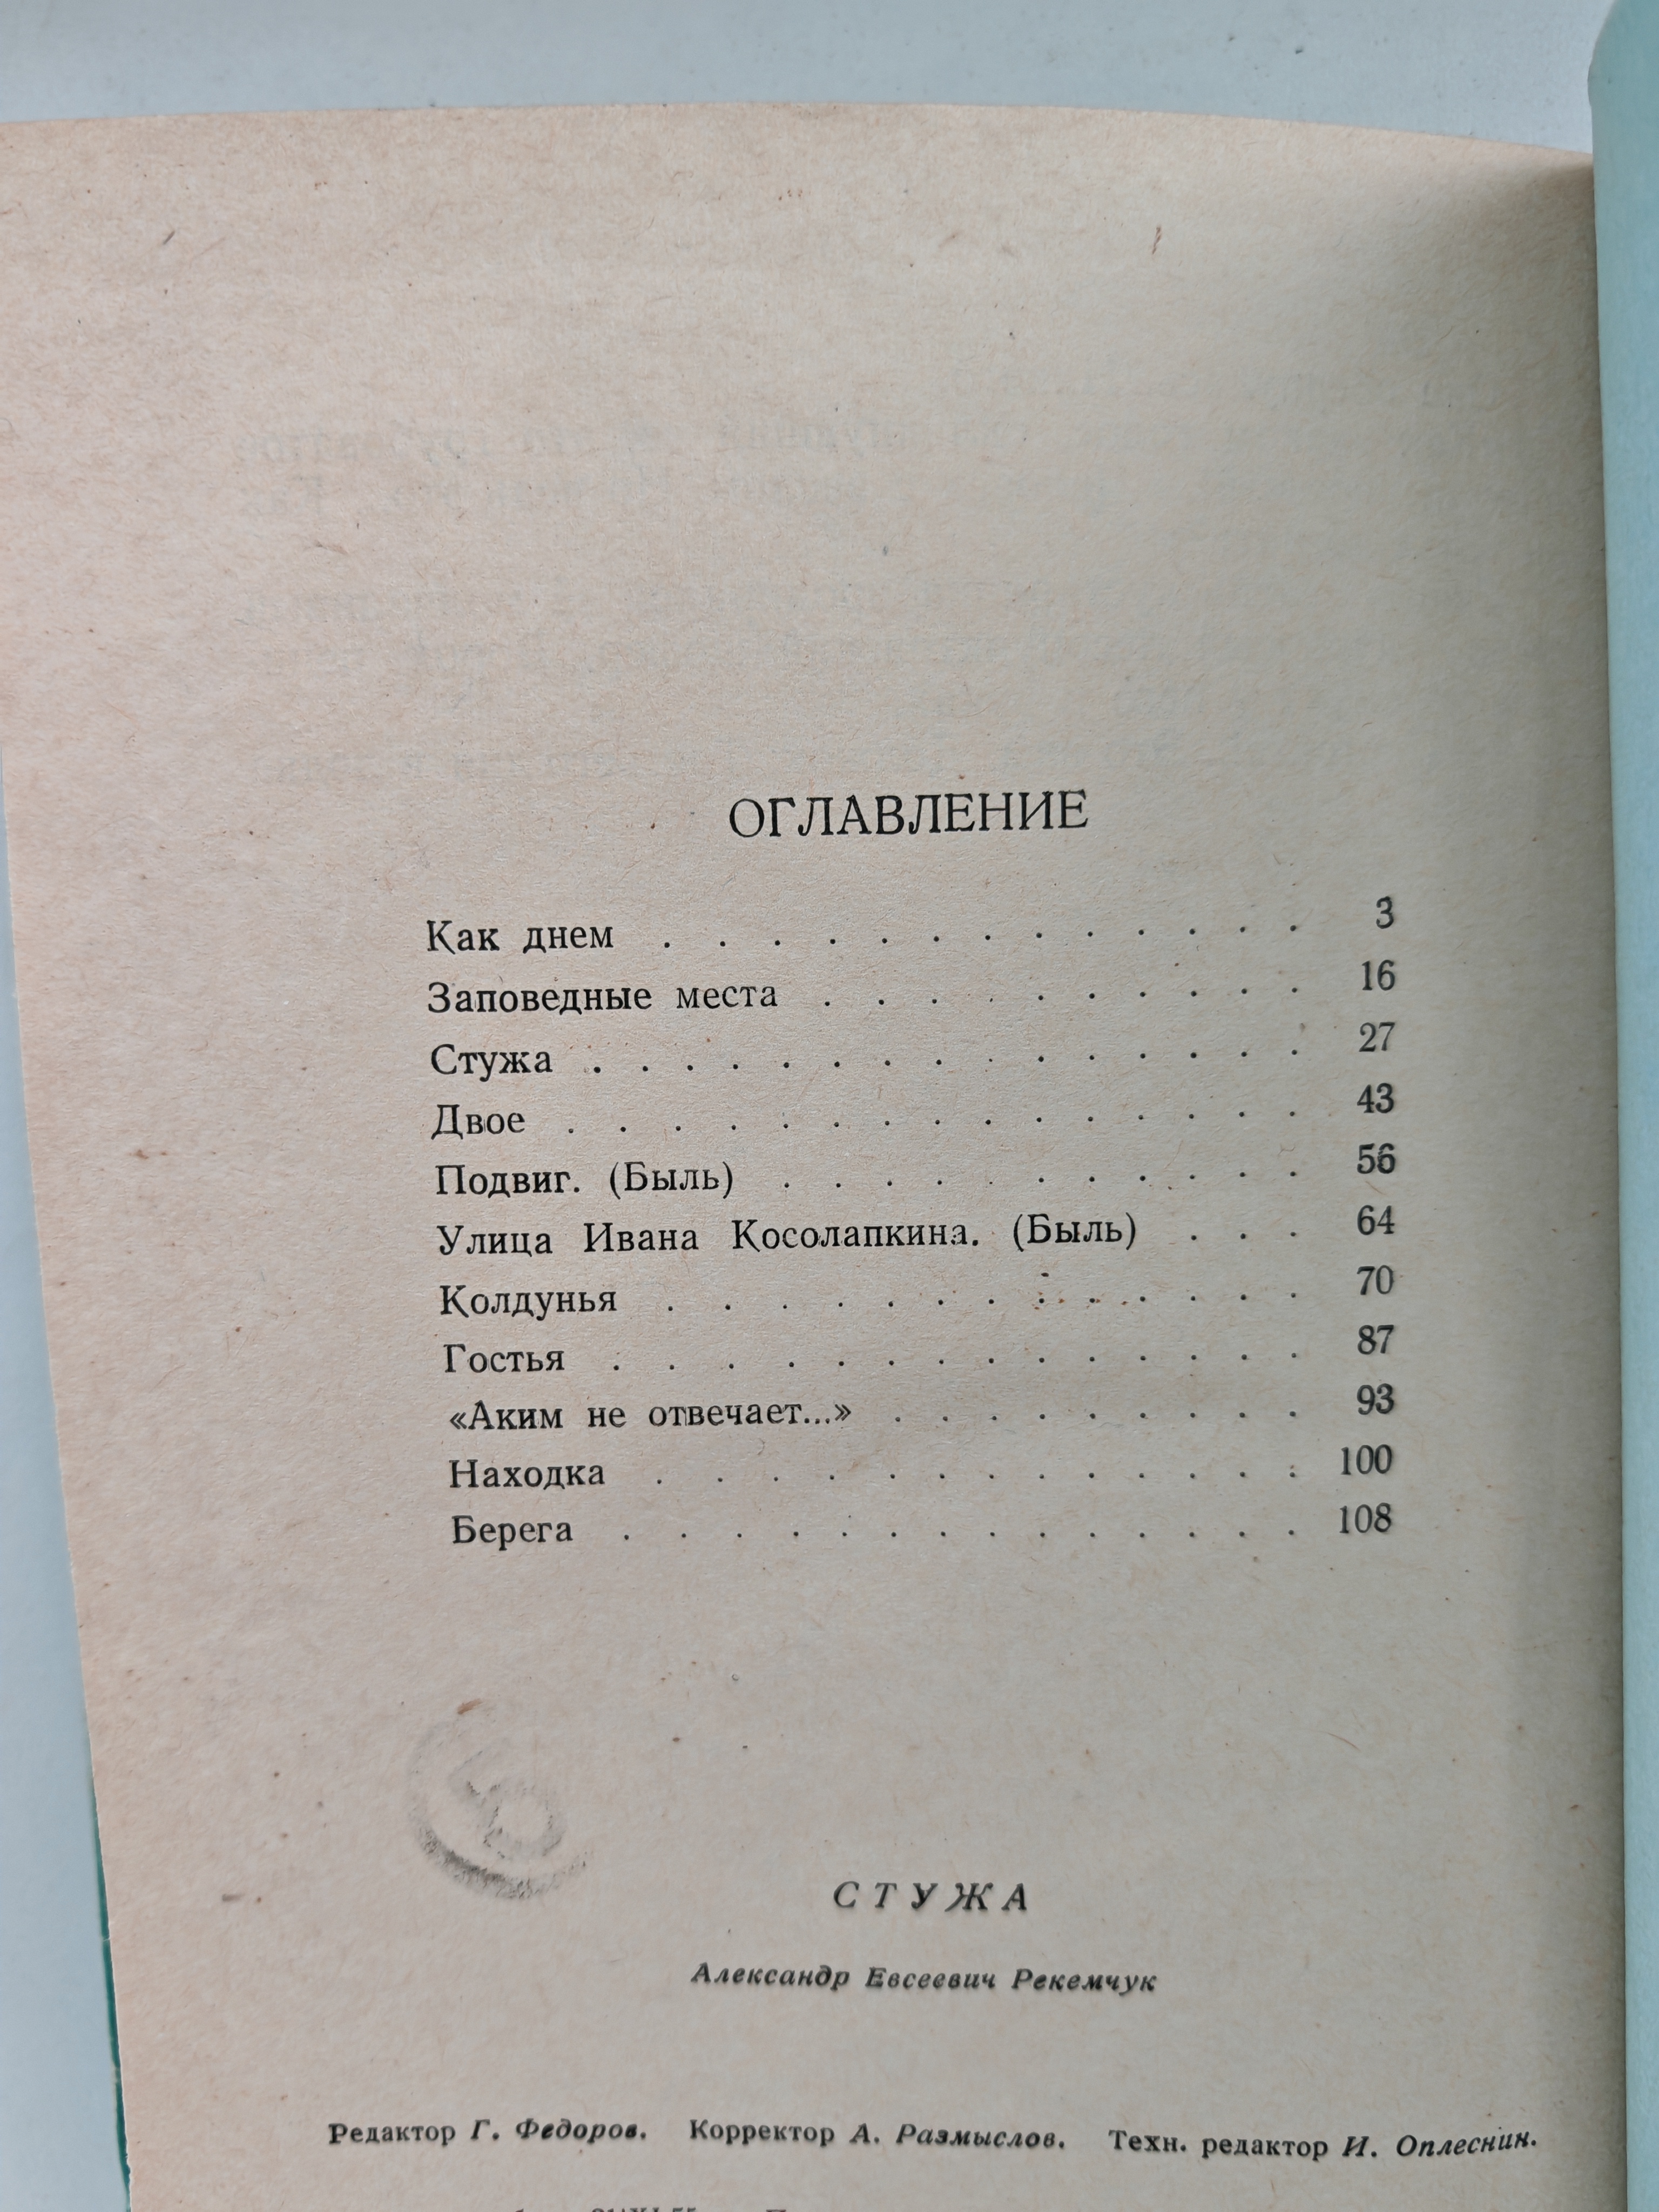 ОГЛАВЛЕНИЕ
Как днем . . . . . . . . . . . . . 3
Заповедные места . . . . . . . . . . 16
Стужа . . . . . . . . . . . . . . . 27
Двое . . . . . . . . . . . . . . . 43
Подвиг. (Быль) . . . . . . . . . . . 56
Улица Ивана Косолапкина. (Быль) . . . 64
Колдунья . . . . . . . . . . . . . 70
Гостья . . . . . . . . . . . . . . 87
«Аким не отвечает...» . . . . . . . . . 93
Находка . . . . . . . . . . . . . 100
Берега . . . . . . . . . . . . . . 108
СТУЖА
Александр Евсеевич Рекемчук
Редактор Г. Федоров. Корректор А. Размыслов. Техн. редактор И. Оплеснин.